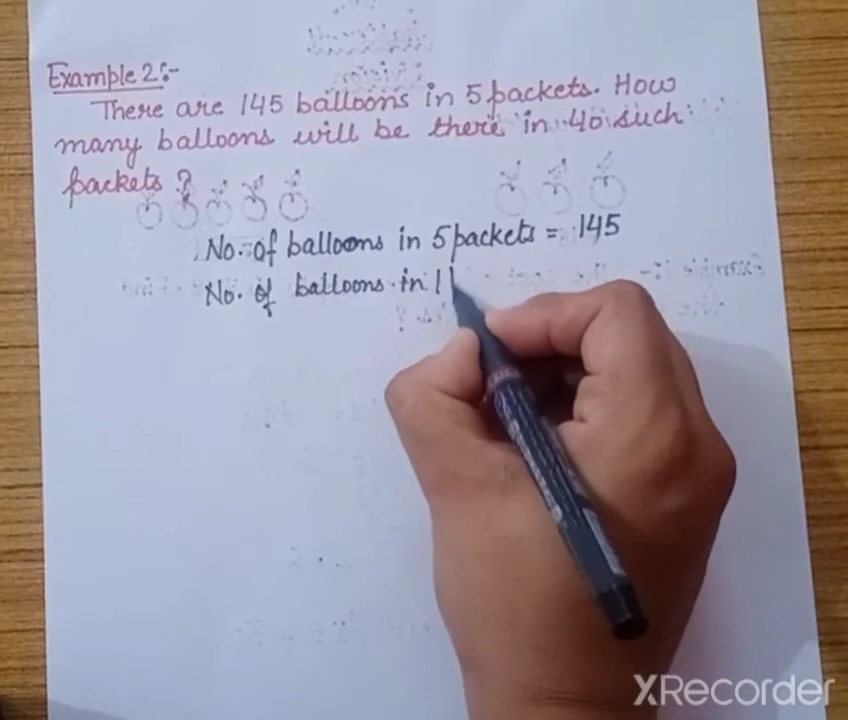 Example 2:-
There are 145 balloons in 5 packets. How
many balloons will be there in 40 such
packets ?
No. of balloons in 5 packets = 145
No. of balloons in 1
XRecorder